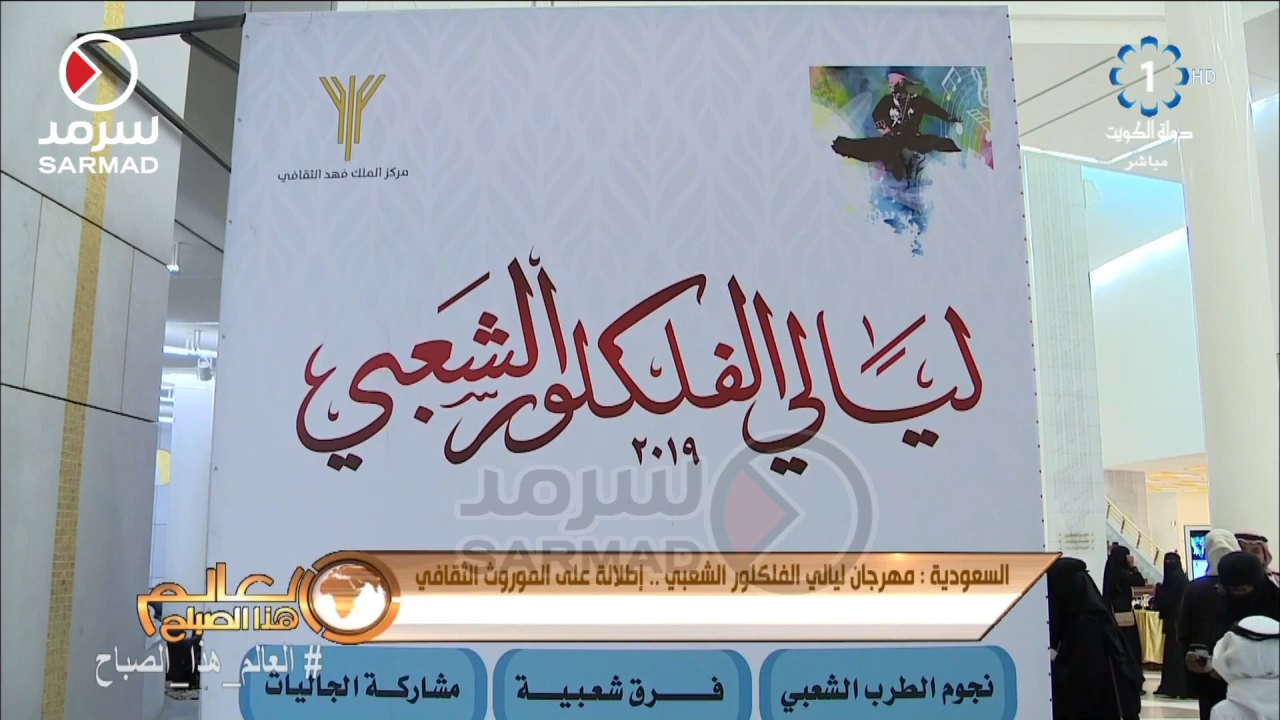 سرمد
SARMAD
1
HD
دولة الكويت
مباشر
مركز الملك فهد الثقافي
ليالي الفلكلور الشعبي
٢٠١٩
سرمد
SARMAD
السعودية : مهرجان ليالي الفلكلور الشعبي .. إطلالة على الموروث الثقافي
عالم
هذا الصباح
#العالم_هذا_الصباح
نجوم الطرب الشعبي
فرق شعبية
مشاركة الجاليات